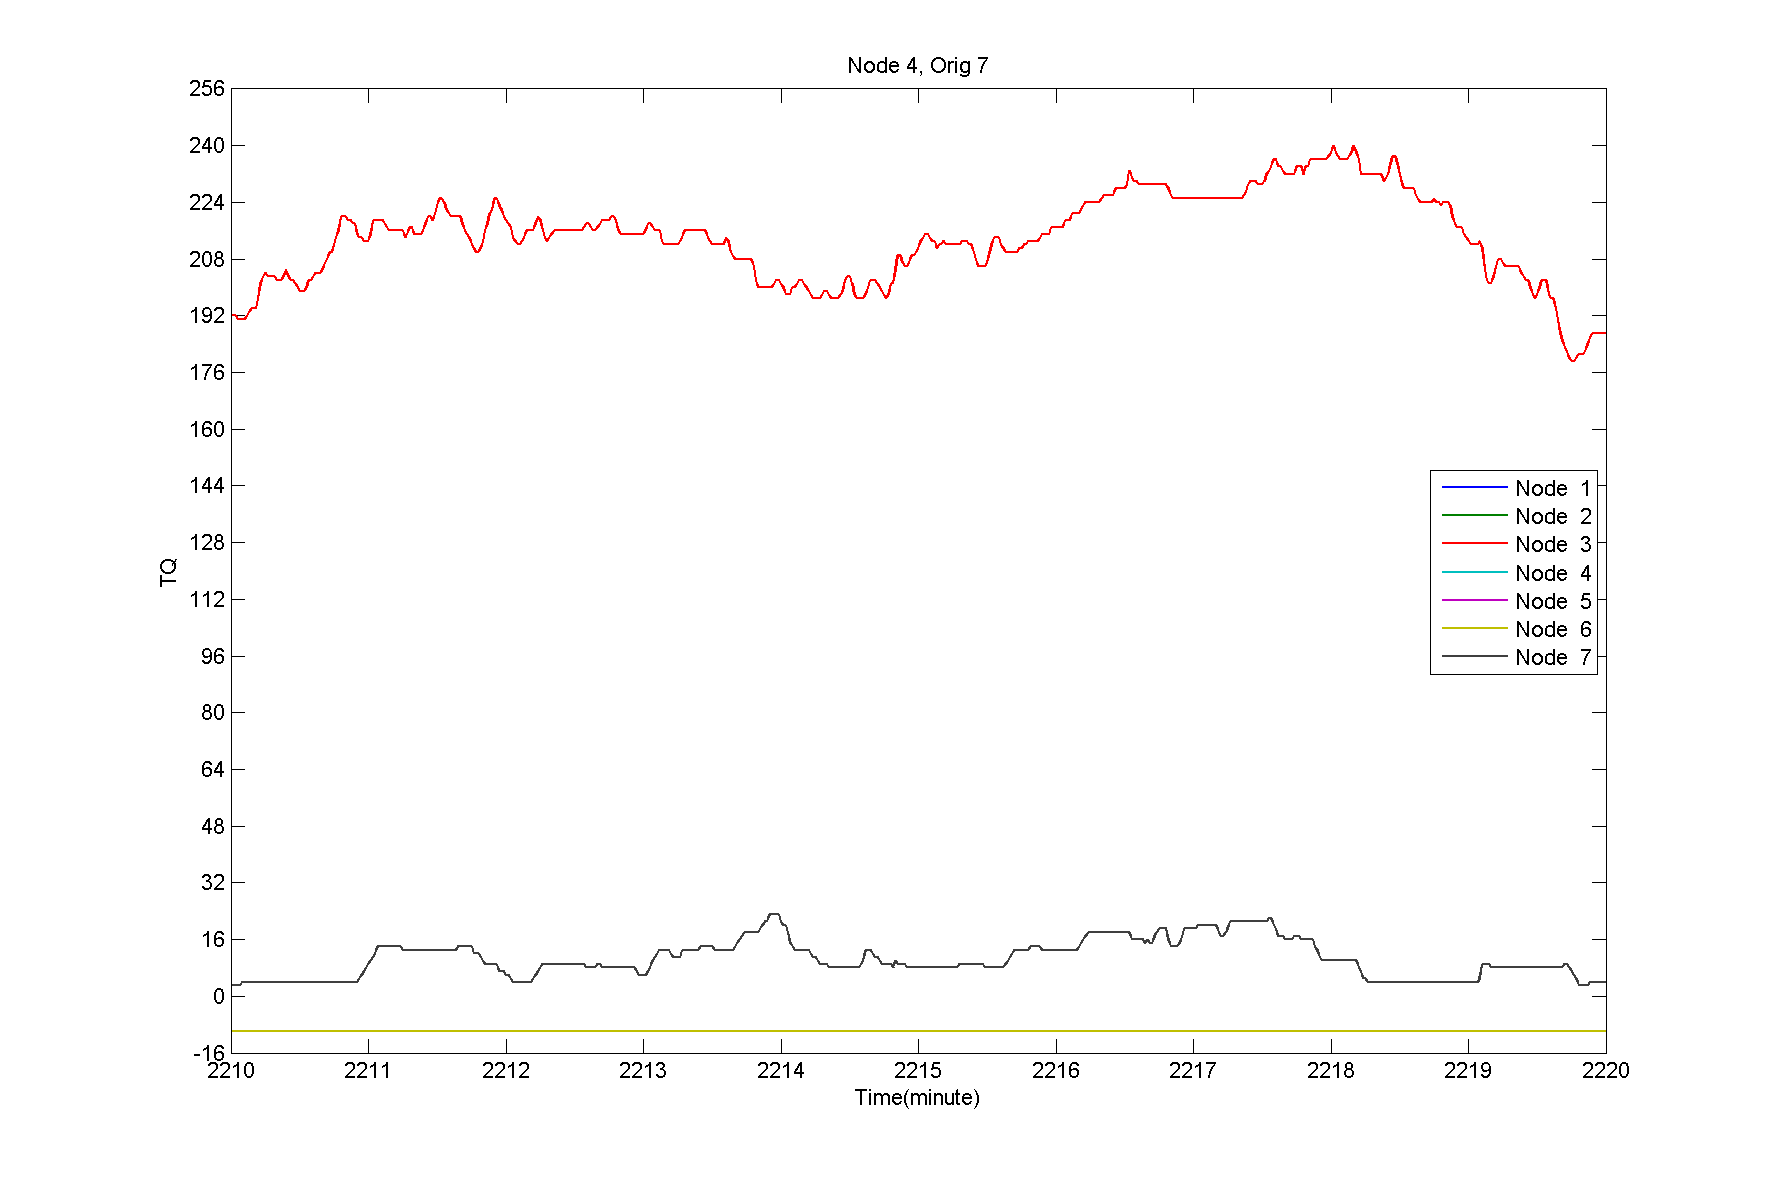 Node 4, Orig 7
256
240
224
208
192
176
160
144
128
112
96
80
64
48
32
16
0
-16
TQ
Node 1
Node 2
Node 3
Node 4
Node 5
Node 6
Node 7
2210 2211 2212 2213 2214 2215 2216 2217 2218 2219 2220
Time(minute)